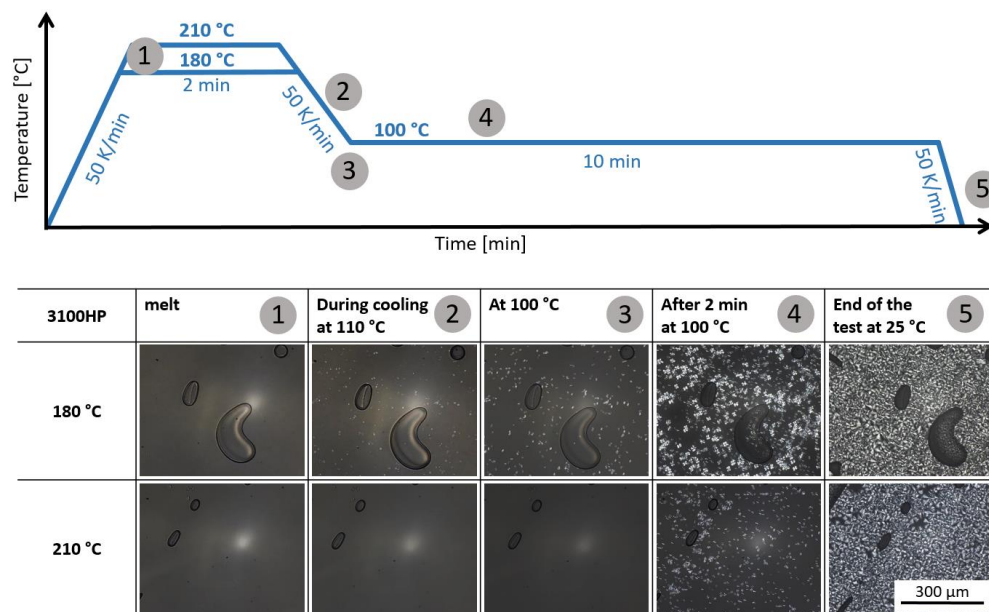 Temperature [°C]
210 °C
1
180 °C
2 min
50 K/min
50 K/min
2
3
100 °C
4
10 min
50 K/min
5
Time [min]
3100HP
melt
1
During cooling
at 110 °C
2
At 100 °C
3
After 2 min
at 100 °C
4
End of the
test at 25 °C
5
180 °C
210 °C
300 µm